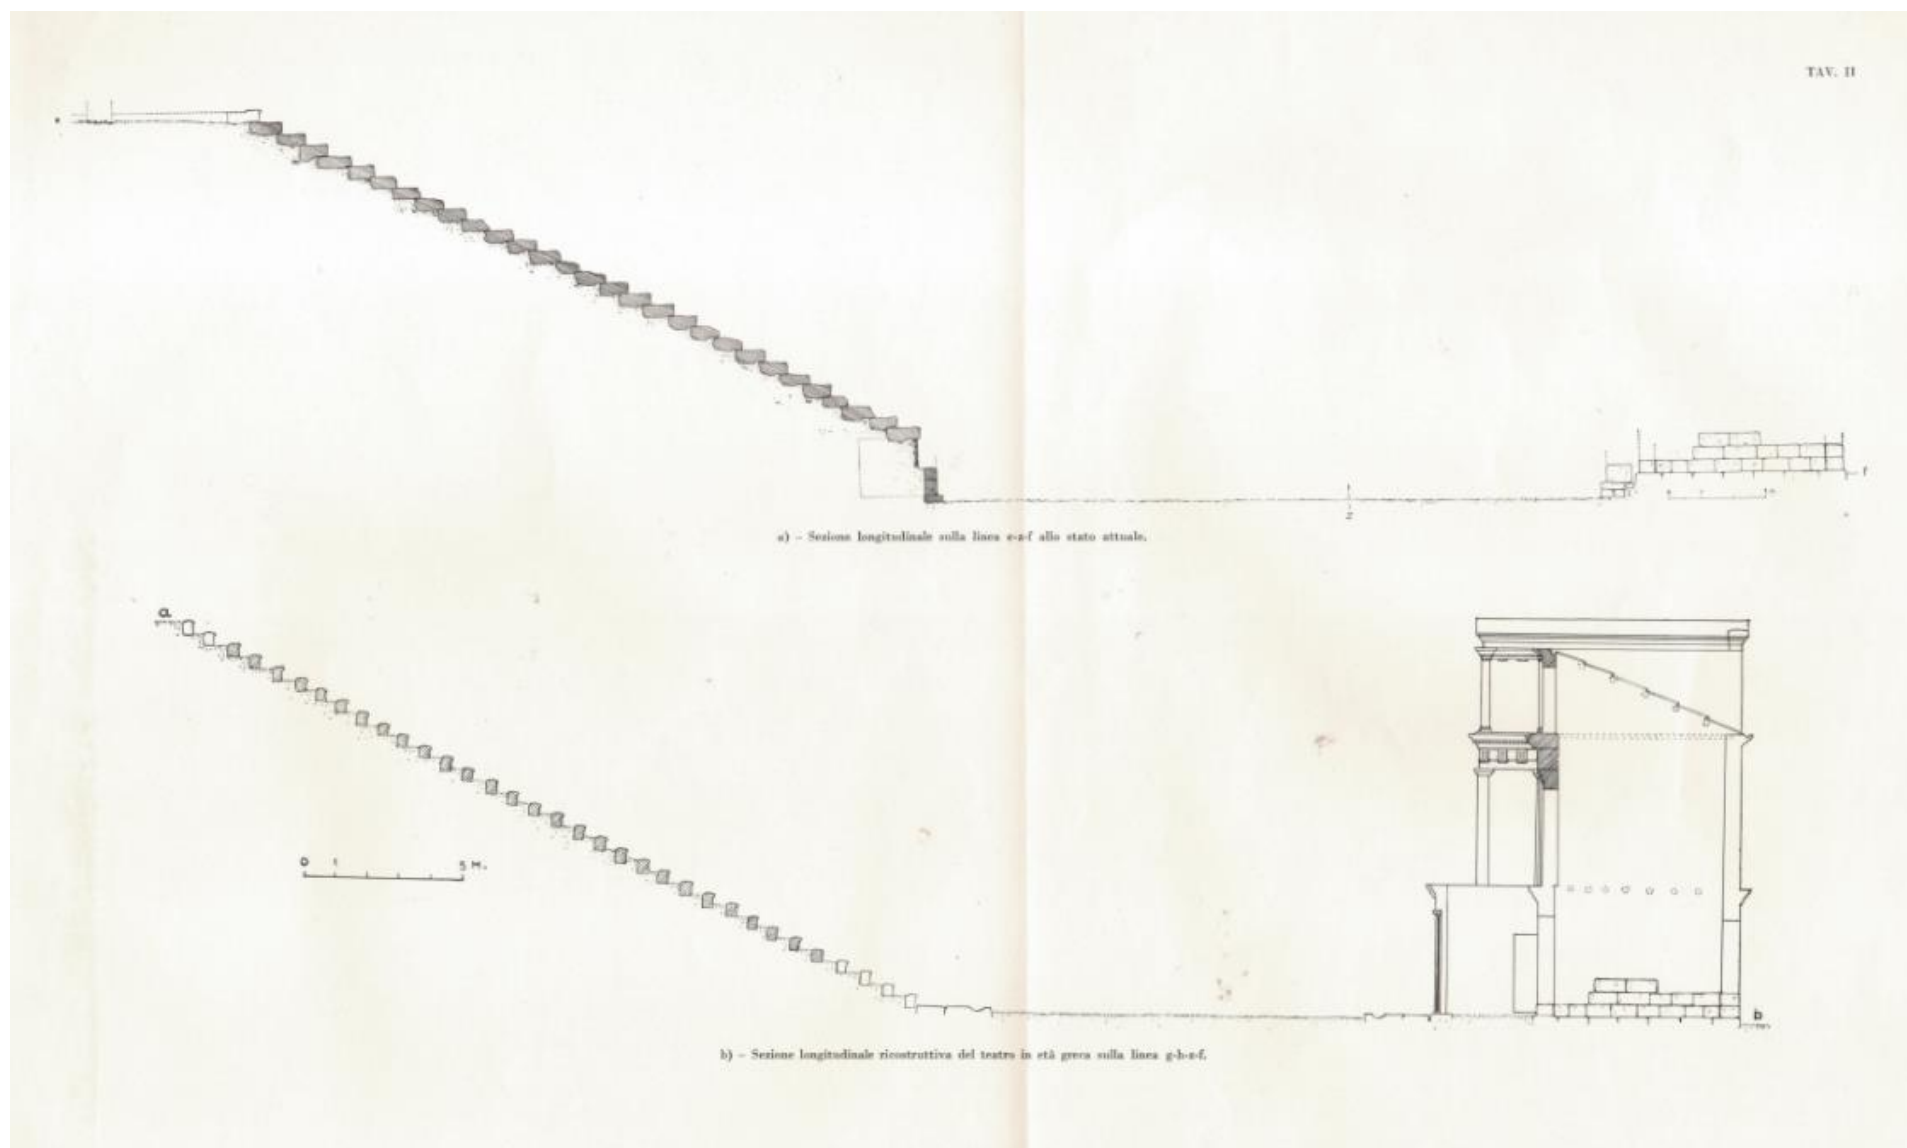 TAV. II
f
z
a) – Sezione longitudinale sulla linea e-z-f allo stato attuale.
a
0 1 5 M.
b
b) – Sezione longitudinale ricostruttiva del teatro in età greca sulla linea g-h-z-f.